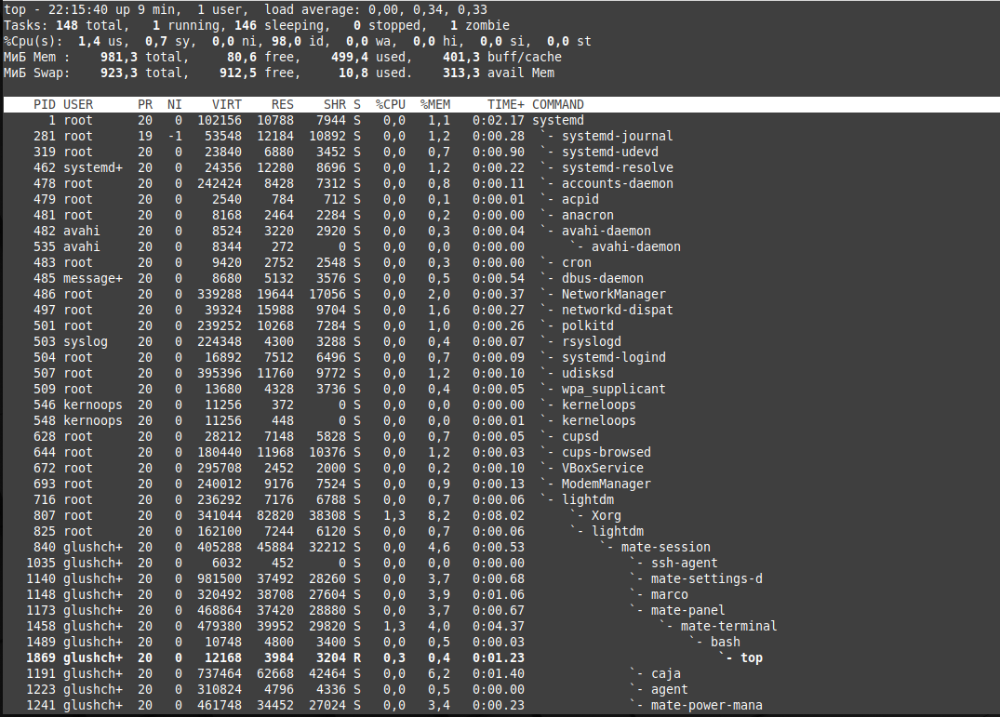 top - 22:15:40 up 9 min,  1 user,  load average: 0,00, 0,34, 0,33
Tasks: 148 total,   1 running, 146 sleeping,   0 stopped,   1 zombie
%Cpu(s):  1,4 us,  0,7 sy,  0,0 ni, 98,0 id,  0,0 wa,  0,0 hi,  0,0 si,  0,0 st
МиБ Mem :    981,3 total,     80,6 free,    499,4 used,    401,3 buff/cache
МиБ Swap:    923,3 total,    912,5 free,     10,8 used.    313,3 avail Mem
    PID USER      PR  NI    VIRT    RES    SHR S  %CPU  %MEM     TIME+ COMMAND
      1 root      20   0  102156  10788   7944 S   0,0   1,1   0:02.17 systemd
    281 root      19  -1   53548  12184  10892 S   0,0   1,2   0:00.28  `- systemd-journal
    319 root      20   0   23840   6880   3452 S   0,0   0,7   0:00.90  `- systemd-udevd
    462 systemd+  20   0   24356  12280   8696 S   0,0   1,2   0:00.22  `- systemd-resolve
    478 root      20   0  242424   8428   7312 S   0,0   0,8   0:00.11  `- accounts-daemon
    479 root      20   0    2540    784    712 S   0,0   0,1   0:00.01  `- acpid
    481 root      20   0    8168   2464   2284 S   0,0   0,2   0:00.00  `- anacron
    482 avahi     20   0    8524   3220   2920 S   0,0   0,3   0:00.04  `- avahi-daemon
    535 avahi     20   0    8344    272      0 S   0,0   0,0   0:00.00      `- avahi-daemon
    483 root      20   0    9420   2752   2548 S   0,0   0,3   0:00.00  `- cron
    485 message+  20   0    8680   5132   3576 S   0,0   0,5   0:00.54  `- dbus-daemon
    486 root      20   0  339288  19644  17056 S   0,0   2,0   0:00.37  `- NetworkManager
    497 root      20   0   39324  15988   9704 S   0,0   1,6   0:00.27  `- networkd-dispat
    501 root      20   0  239252  10268   7284 S   0,0   1,0   0:00.26  `- polkitd
    503 syslog    20   0  224348   4300   3288 S   0,0   0,4   0:00.07  `- rsyslogd
    504 root      20   0   16892   7512   6496 S   0,0   0,7   0:00.09  `- systemd-logind
    507 root      20   0  395396  11760   9772 S   0,0   1,2   0:00.10  `- udisksd
    509 root      20   0   13680   4328   3736 S   0,0   0,4   0:00.05  `- wpa_supplicant
    546 kernoops  20   0   11256    372      0 S   0,0   0,0   0:00.00  `- kerneloops
    548 kernoops  20   0   11256    448      0 S   0,0   0,0   0:00.01  `- kerneloops
    628 root      20   0   28212   7148   5828 S   0,0   0,7   0:00.05  `- cupsd
    644 root      20   0  180440  11968  10376 S   0,0   1,2   0:00.03  `- cups-browsed
    672 root      20   0  295708   2452   2000 S   0,0   0,2   0:00.10  `- VBoxService
    693 root      20   0  240012   9176   7524 S   0,0   0,9   0:00.13  `- ModemManager
    716 root      20   0  236292   7176   6788 S   0,0   0,7   0:00.06  `- lightdm
    807 root      20   0  341044  82820  38308 S   1,3   8,2   0:08.02      `- Xorg
    825 root      20   0  162100   7244   6120 S   0,0   0,7   0:00.06      `- lightdm
    840 glushch+  20   0  405288  45884  32212 S   0,0   4,6   0:00.53          `- mate-session
   1035 glushch+  20   0    6032    452      0 S   0,0   0,0   0:00.00              `- ssh-agent
   1140 glushch+  20   0  981500  37492  28260 S   0,0   3,7   0:00.68              `- mate-settings-d
   1148 glushch+  20   0  320492  38708  27604 S   0,0   3,9   0:01.06              `- marco
   1173 glushch+  20   0  468864  37420  28880 S   0,0   3,7   0:00.67              `- mate-panel
   1458 glushch+  20   0  479380  39952  29820 S   1,3   4,0   0:04.37                  `- mate-terminal
   1489 glushch+  20   0   10748   4800   3400 S   0,0   0,5   0:00.03                      `- bash
   1869 glushch+  20   0   12168   3984   3204 R   0,3   0,4   0:01.23                          `- top
   1191 glushch+  20   0  737464  62668  42464 S   0,0   6,2   0:01.40              `- caja
   1223 glushch+  20   0  310824   4796   4336 S   0,0   0,5   0:00.00              `- agent
   1241 glushch+  20   0  461748  34452  27024 S   0,0   3,4   0:00.23              `- mate-power-mana